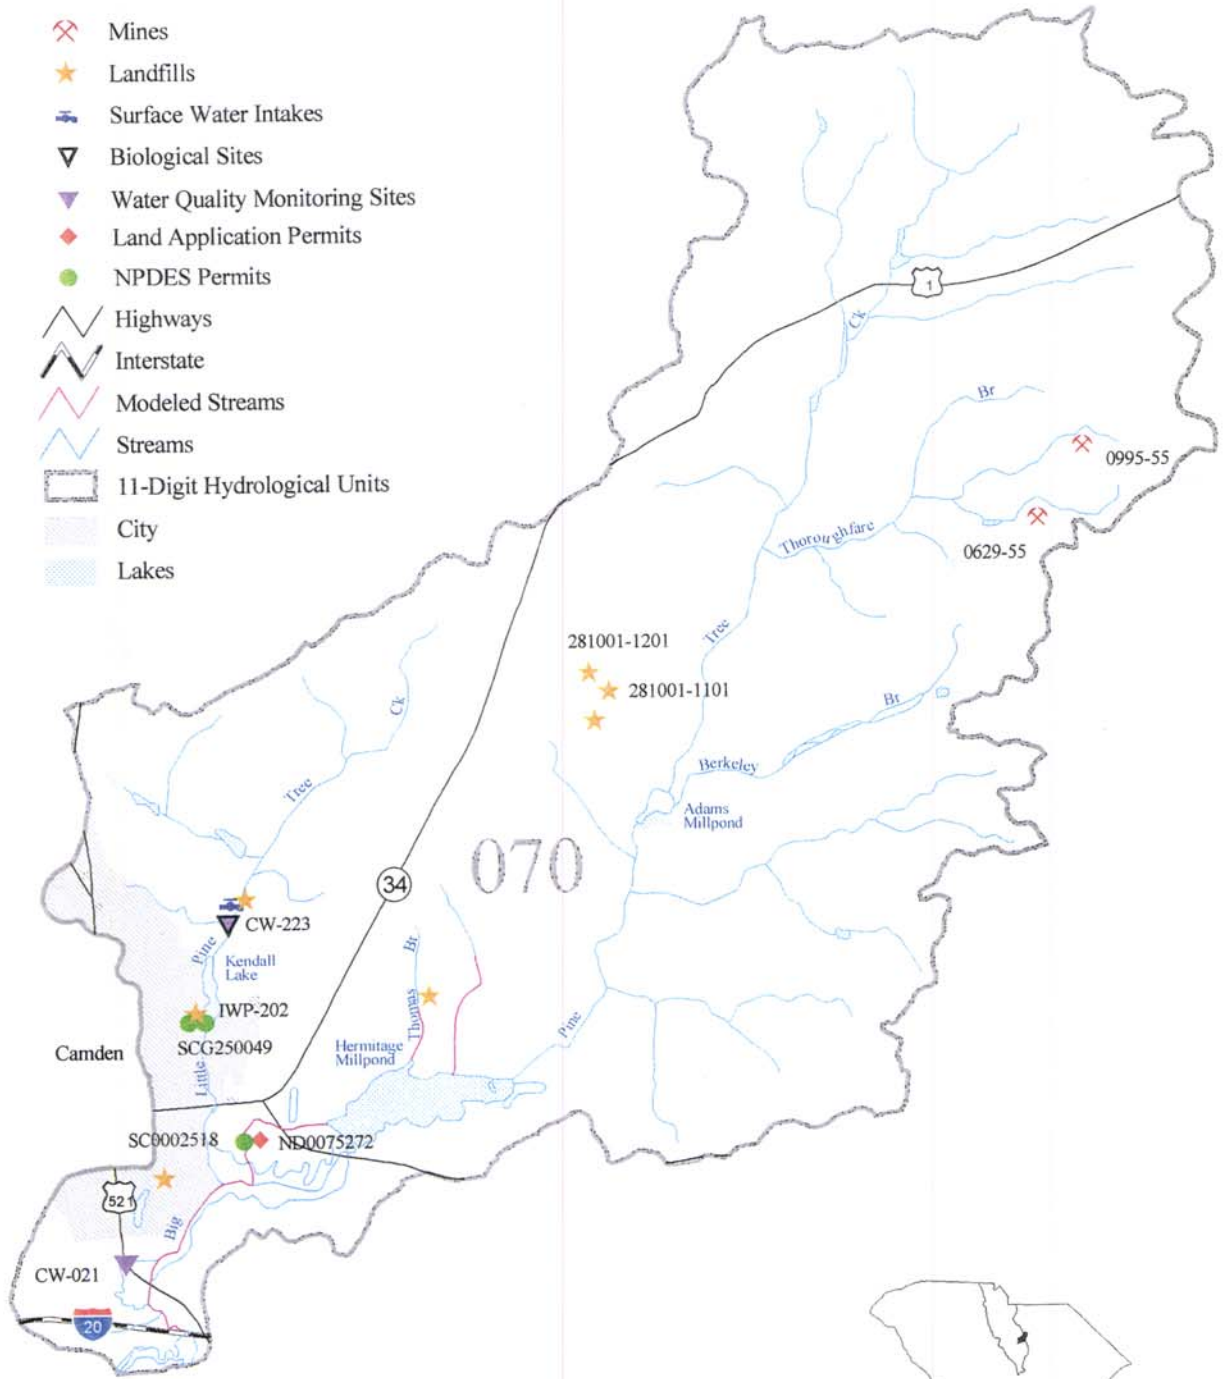 Mines
Landfills
Surface Water Intakes
Biological Sites
Water Quality Monitoring Sites
Land Application Permits
NPDES Permits
Highways
Interstate
Modeled Streams
Streams
11-Digit Hydrological Units
City
Lakes
1
Ck
Br
0995-55
Thoroughfare
0629-55
281001-1201
Tree
281001-1101
Ck
Br
Berkeley
Tree
Adams
Millpond
070
34
CW-223
Pine
Kendall
Lake
Br
Thomas
IWP-202
SCG250049
Pine
Camden
Hermitage
Millpond
Little
SC0002518
ND0075272
521
Big
CW-021
20